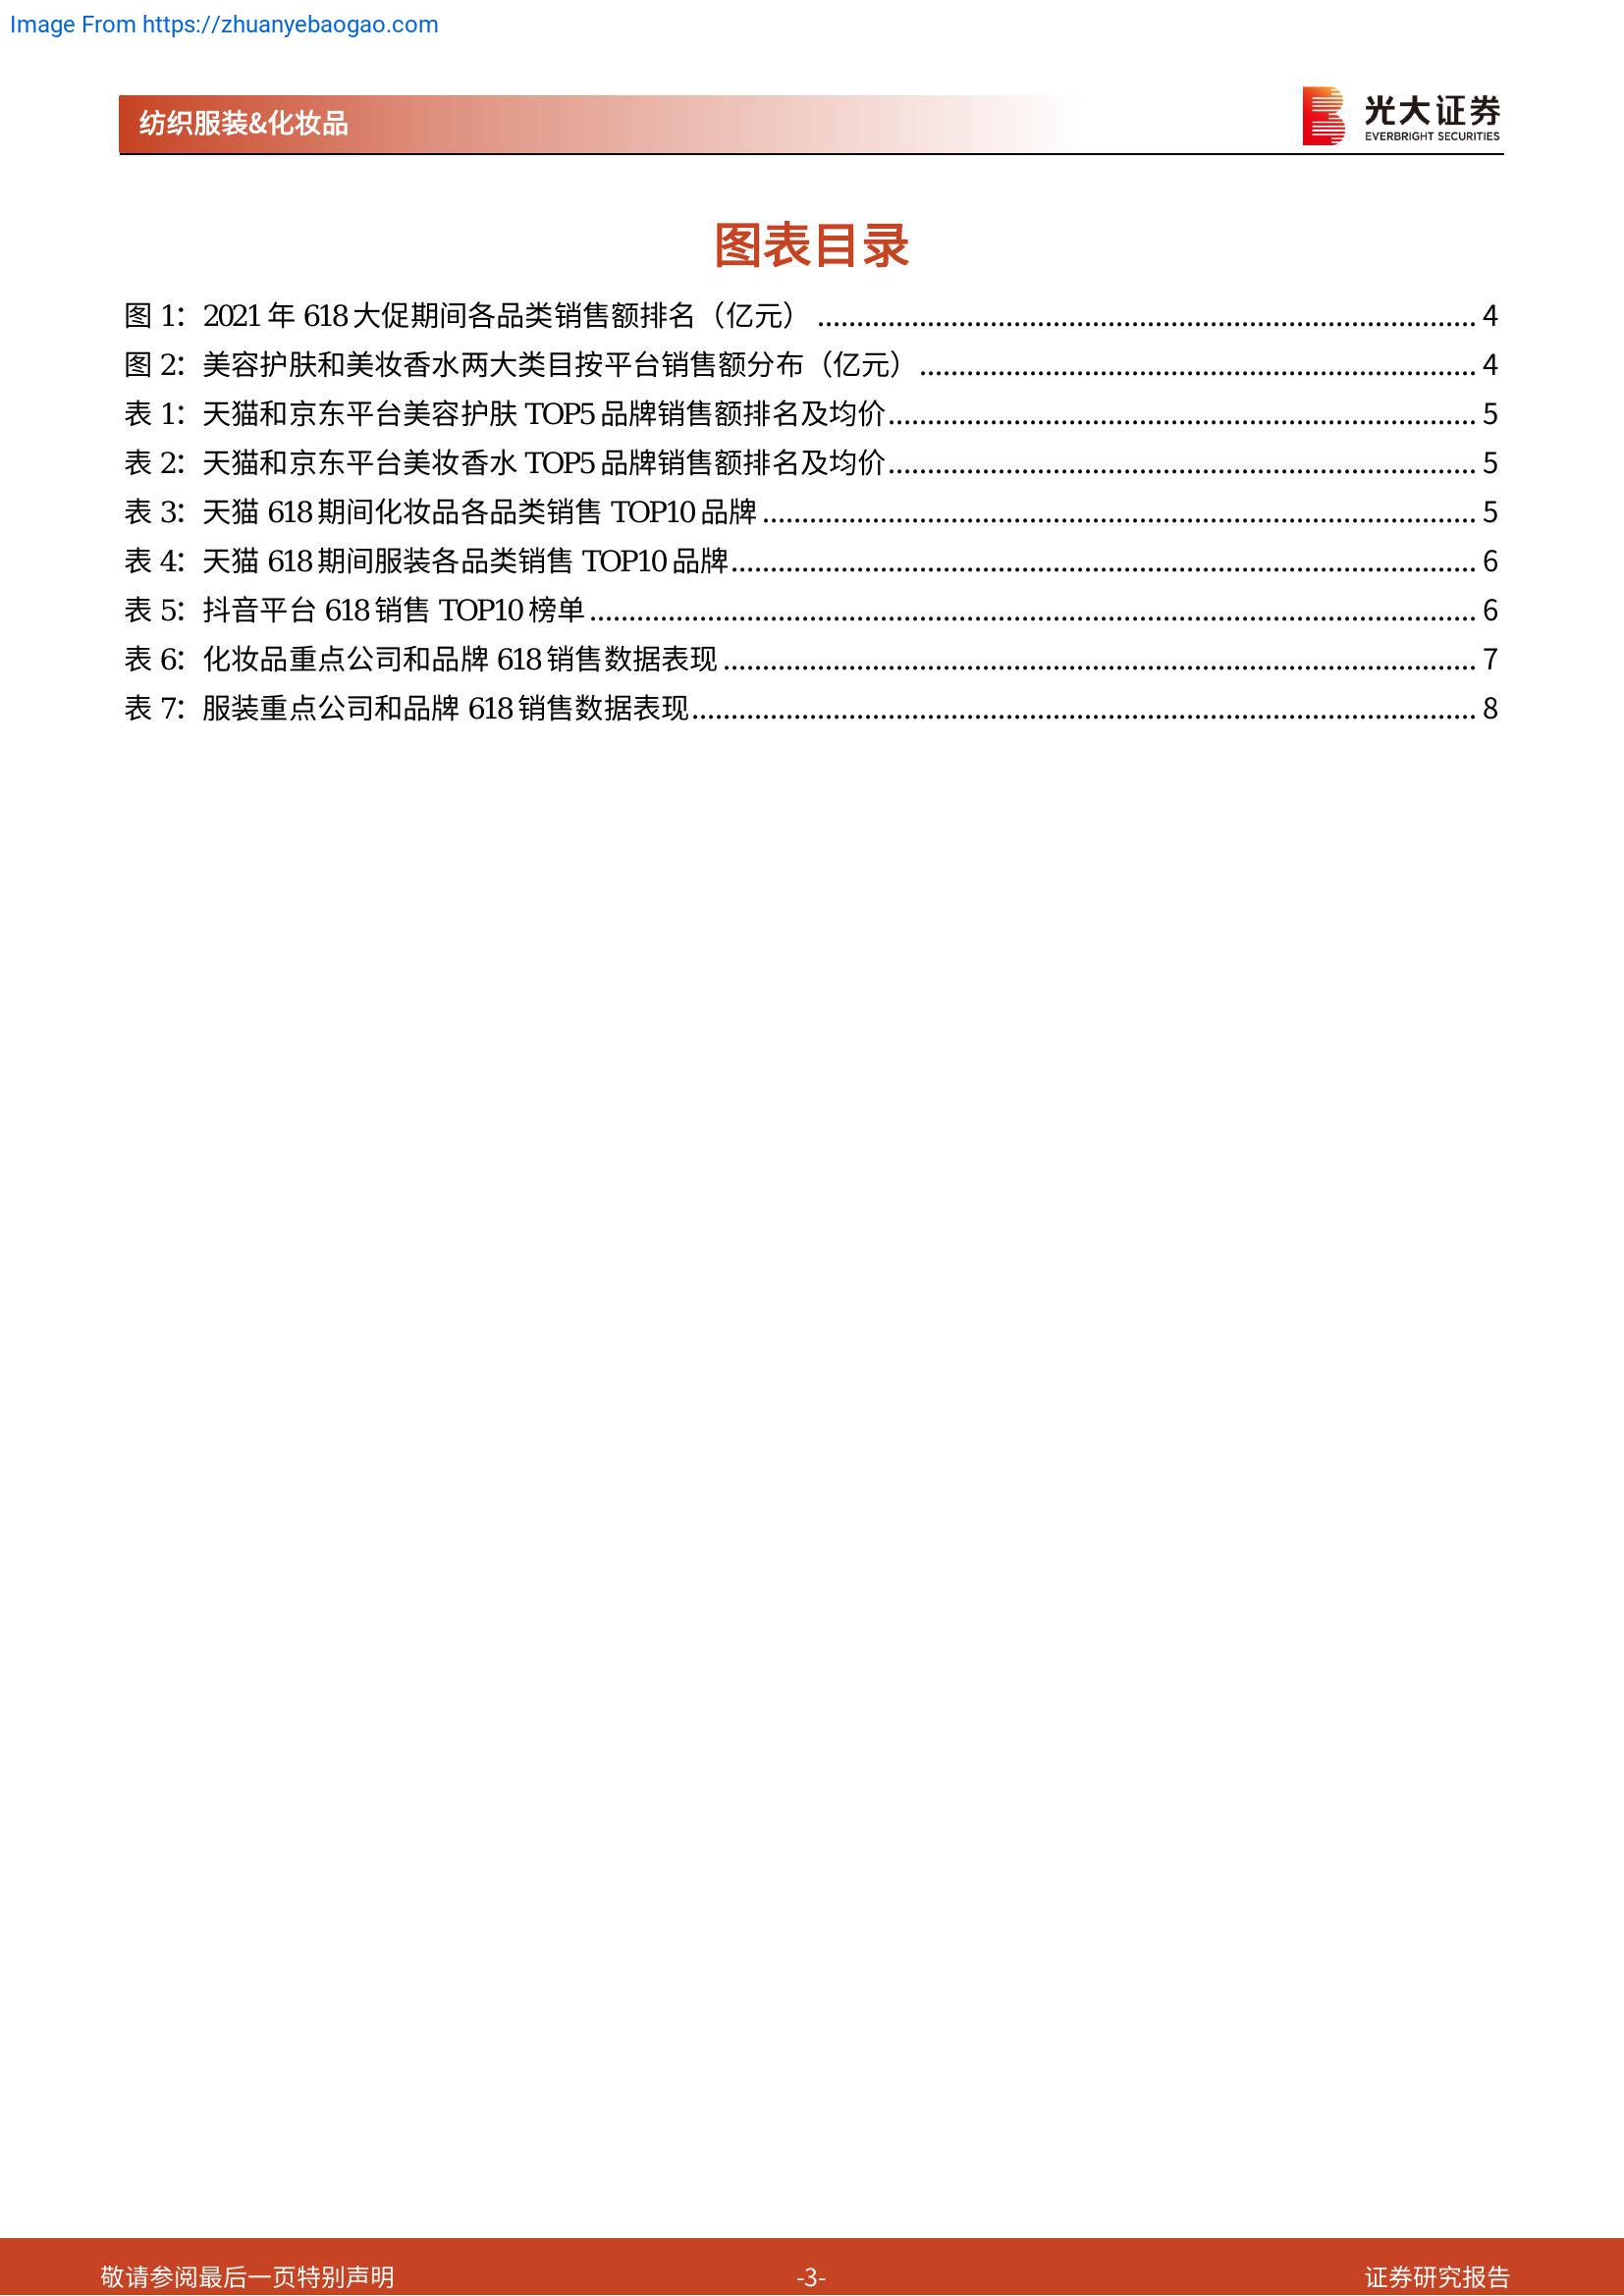 Image From https://zhuanyebaogao.com
纺织服装&化妆品
光大证券
EVERBRIGHT SECURITIES
图表目录
图 1：2021 年 618 大促期间各品类销售额排名（亿元） ........................ 4
图 2：美容护肤和美妆香水两大类目按平台销售额分布（亿元）........................ 4
表 1：天猫和京东平台美容护肤 TOP5 品牌销售额排名及均价........................ 5
表 2：天猫和京东平台美妆香水 TOP5 品牌销售额排名及均价........................ 5
表 3：天猫 618 期间化妆品各品类销售 TOP10 品牌........................ 5
表 4：天猫 618 期间服装各品类销售 TOP10 品牌........................ 6
表 5：抖音平台 618 销售 TOP10 榜单........................ 6
表 6：化妆品重点公司和品牌 618 销售数据表现........................ 7
表 7：服装重点公司和品牌 618 销售数据表现........................ 8
敬请参阅最后一页特别声明
-3-
证券研究报告